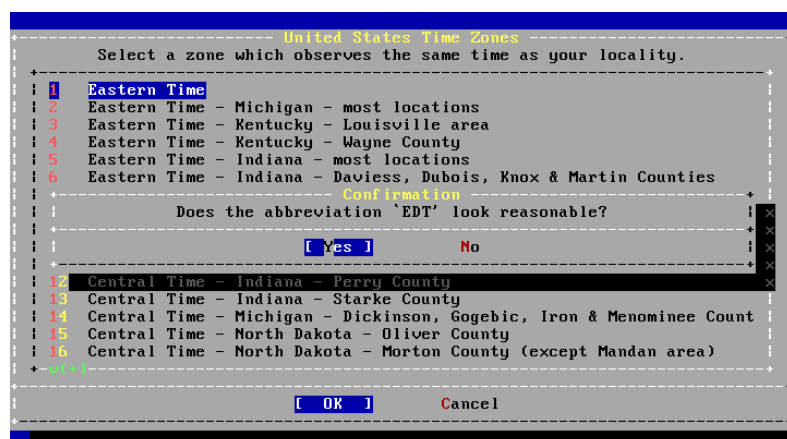 United States Time Zones
Select a zone which observes the same time as your locality.
1 Eastern Time
2 Eastern Time - Michigan - most locations
3 Eastern Time - Kentucky - Louisville area
4 Eastern Time - Kentucky - Wayne County
5 Eastern Time - Indiana - most locations
6 Eastern Time - Indiana - Daviess, Dubois, Knox & Martin Counties
Confirmation
Does the abbreviation `EDT' look reasonable?
[ Yes ] No
12 Central Time - Indiana - Perry County
13 Central Time - Indiana - Starke County
14 Central Time - Michigan - Dickinson, Gogebic, Iron & Menominee Count
15 Central Time - North Dakota - Oliver County
16 Central Time - North Dakota - Morton County (except Mandan area)
v(+)
[ OK ] Cancel